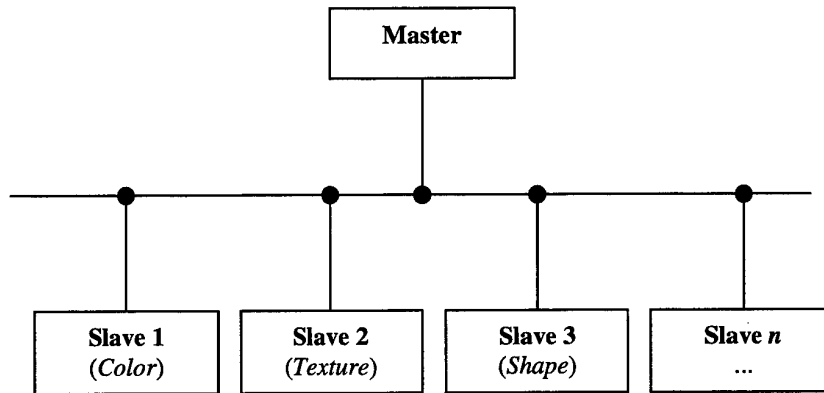 Master
Slave 1
(Color)
Slave 2
(Texture)
Slave 3
(Shape)
Slave n
...